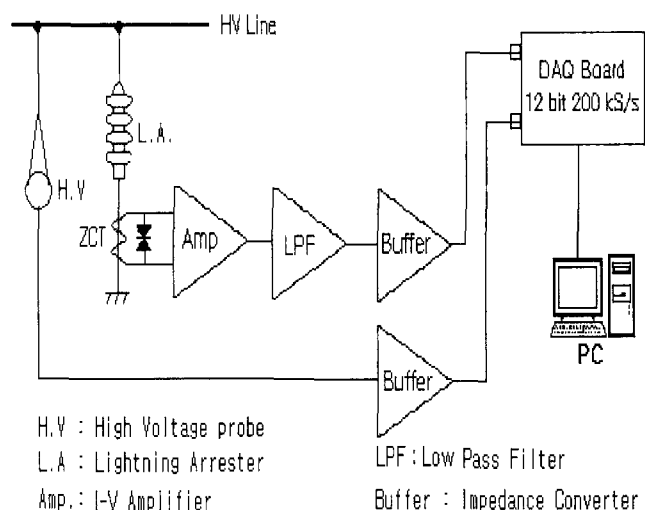 HV Line
DAQ Board
12 bit 200 kS/s
L.A.
H.V
ZCT
Amp
LPF
Buffer
Buffer
PC
H.V : High Voltage probe
L.A : Lightning Arrester
Amp. : I-V Amplifier
LPF : Low Pass Filter
Buffer : Impedance Converter